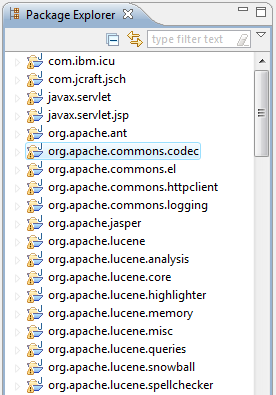 Package Explorer
type filter text
com.ibm.icu
com.jcraft.jsch
javax.servlet
javax.servlet.jsp
org.apache.ant
org.apache.commons.codec
org.apache.commons.el
org.apache.commons.httpclient
org.apache.commons.logging
org.apache.jasper
org.apache.lucene
org.apache.lucene.analysis
org.apache.lucene.core
org.apache.lucene.highlighter
org.apache.lucene.memory
org.apache.lucene.misc
org.apache.lucene.queries
org.apache.lucene.snowball
org.apache.lucene.spellchecker